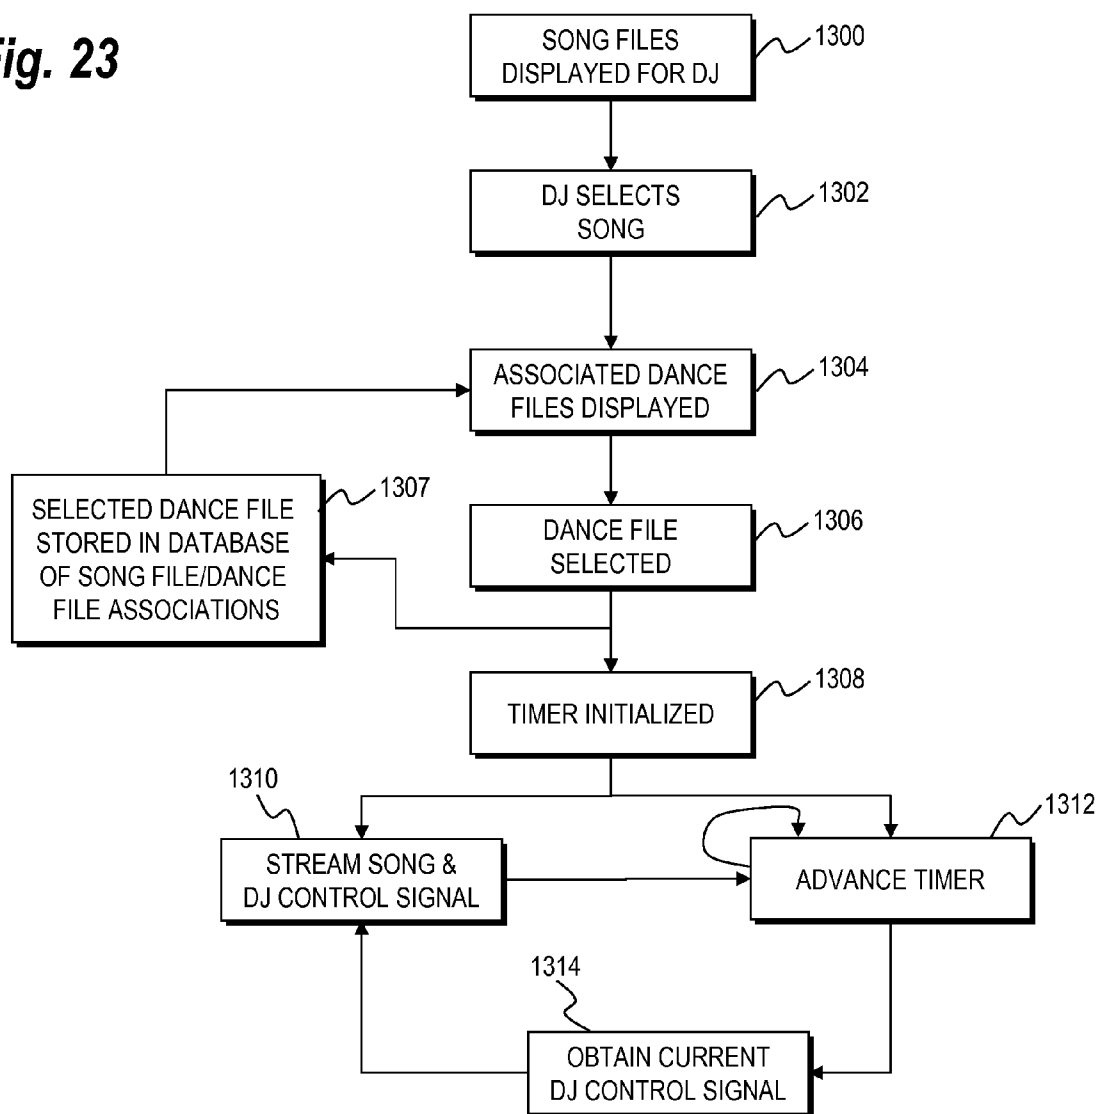 ig. 23
SONG FILES
DISPLAYED FOR DJ
1300
DJ SELECTS
SONG
1302
ASSOCIATED DANCE
FILES DISPLAYED
1304
SELECTED DANCE FILE
STORED IN DATABASE
OF SONG FILE/DANCE
FILE ASSOCIATIONS
1307
DANCE FILE
SELECTED
1306
TIMER INITIALIZED
1308
1310
STREAM SONG &
DJ CONTROL SIGNAL
1312
ADVANCE TIMER
1314
OBTAIN CURRENT
DJ CONTROL SIGNAL